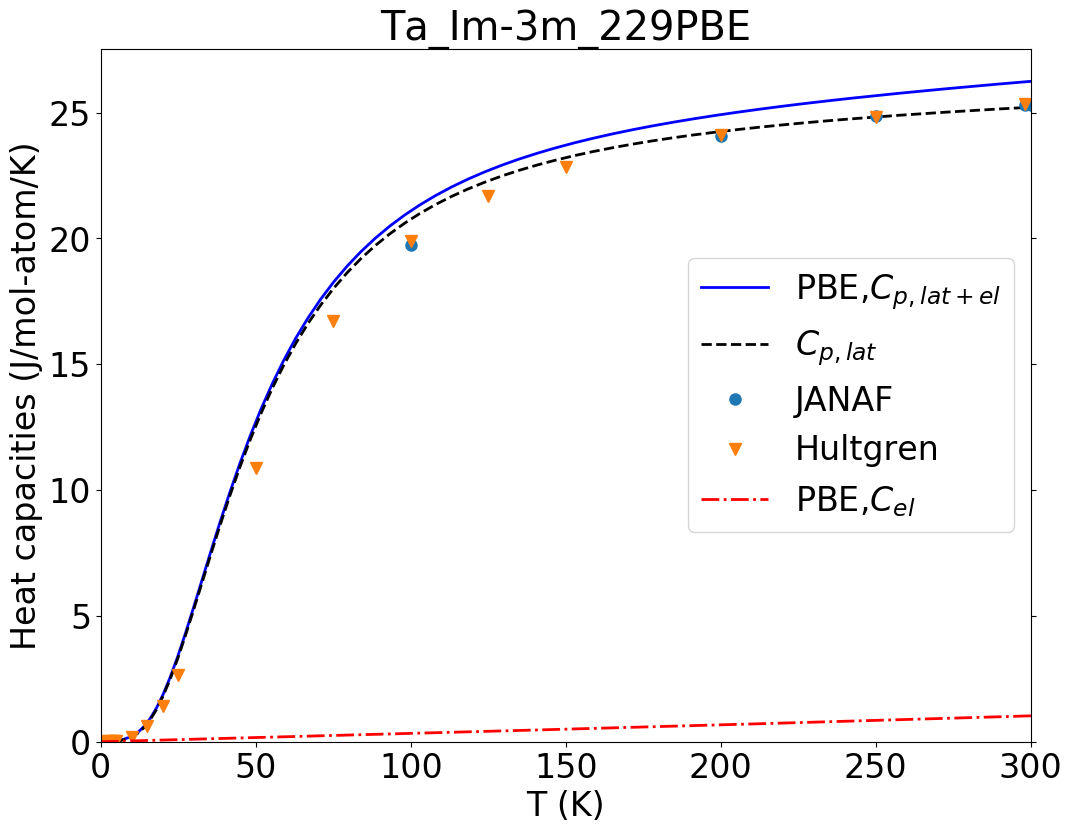 Ta_Im-3m_229PBE
Heat capacities (J/mol-atom/K)
25
20
15
10
5
0
PBE,C_{p, lat+el}
C_{p, lat}
JANAF
Hultgren
PBE,C_{el}
0 50 100 150 200 250 300
T (K)